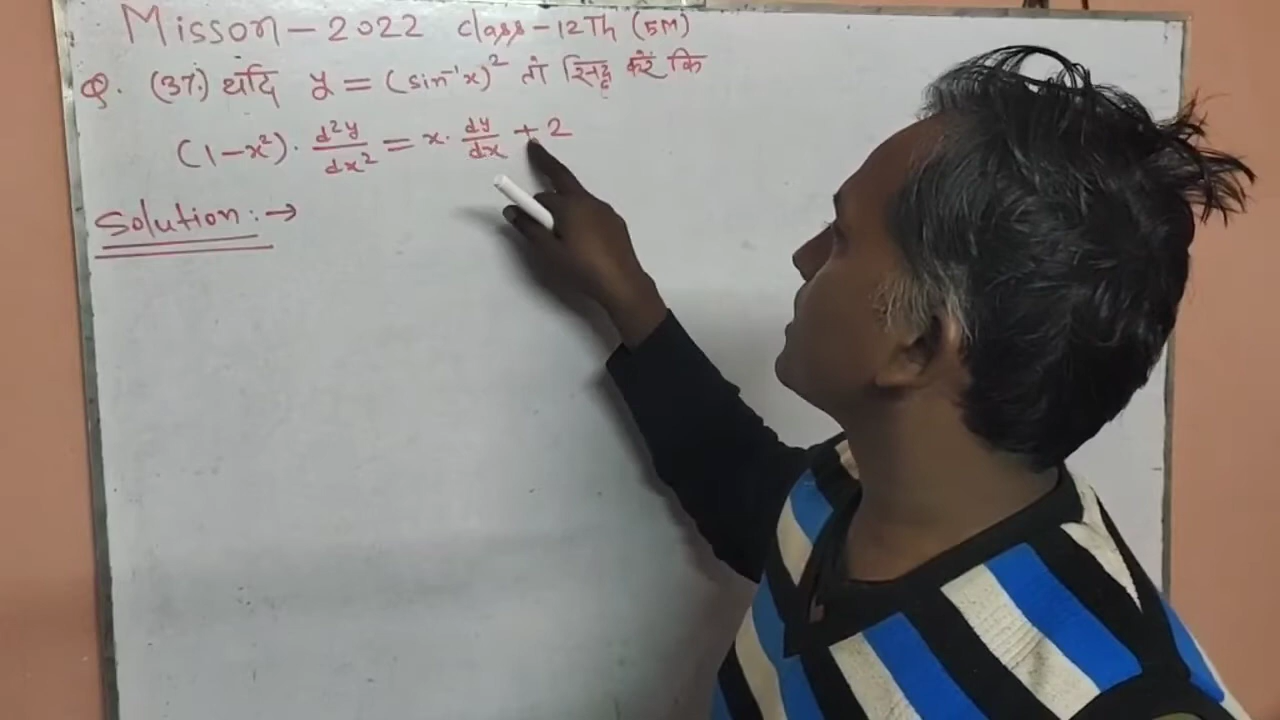 Misson - 2022 Class - 12Th (5M)
Q. (37.) यदि y = (sin⁻¹x)² तो सिद्ध करें कि
(1-x²). d²y/dx² = x. dy/dx + 2
Solution :- →